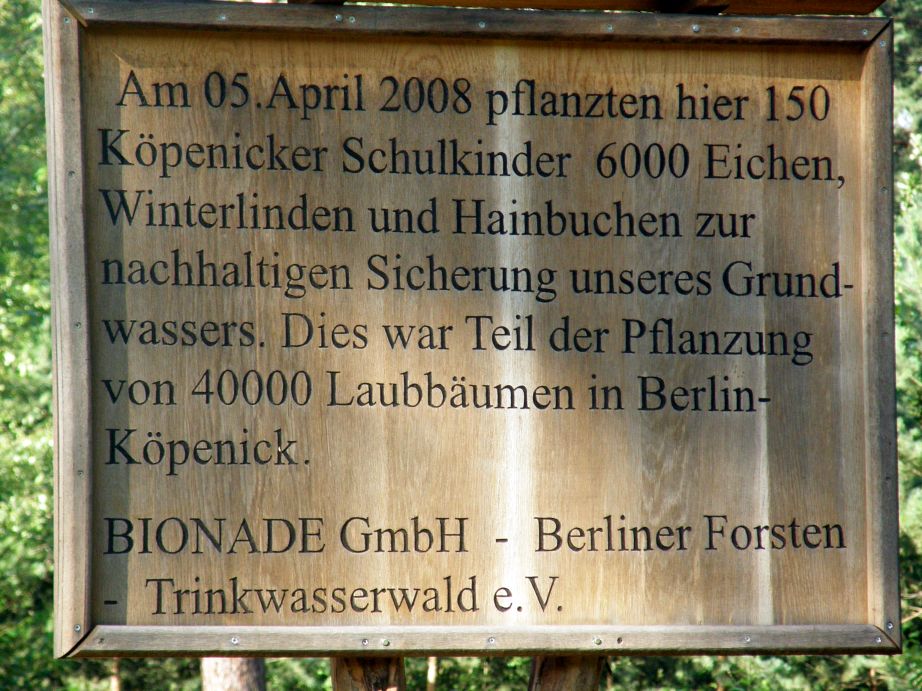 Am 05.April 2008 pflanzten hier 150
Köpenicker Schulkinder 6000 Eichen,
Winterlinden und Hainbuchen zur
nachhaltigen Sicherung unseres Grund-
wassers. Dies war Teil der Pflanzung
von 40000 Laubbäumen in Berlin-
Köpenick.
BIONADE GmbH - Berliner Forsten
- Trinkwasserwald e.V.